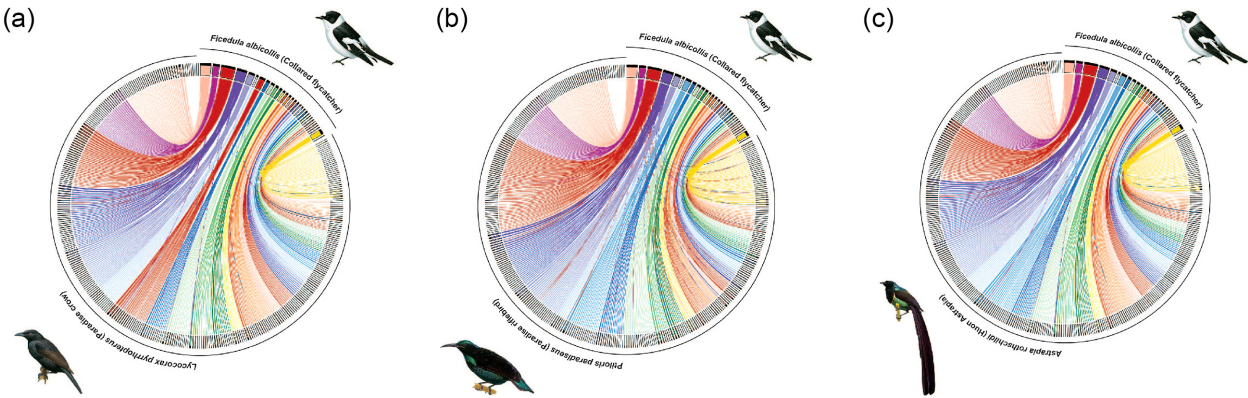 (a)
Ficedula albicollis (Collared flycatcher)
Lycocorax pyrrhopterus (Paradise crow)
(b)
Ficedula albicollis (Collared flycatcher)
Ptiloris paradiseus (Paradise riflebird)
(c)
Ficedula albicollis (Collared flycatcher)
Astrapia rothschildi (Huon Astrapia)